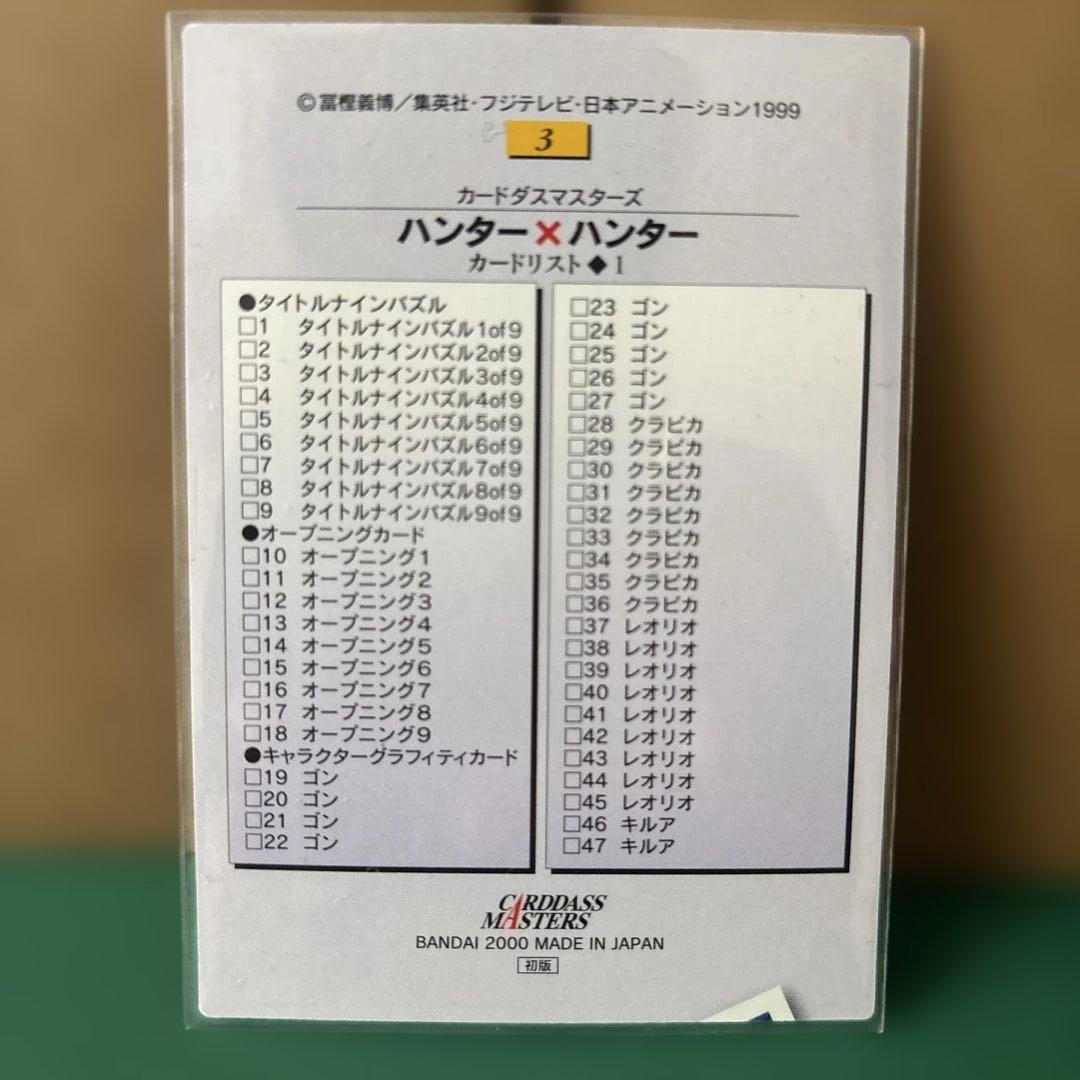 ©冨樫義博／集英社・フジテレビ・日本アニメーション1999
3
カードダスマスターズ
ハンター×ハンター
カードリスト◆1
●タイトルナインパズル
□1 タイトルナインパズル1of9
□2 タイトルナインパズル2of9
□3 タイトルナインパズル3of9
□4 タイトルナインパズル4of9
□5 タイトルナインパズル5of9
□6 タイトルナインパズル6of9
□7 タイトルナインパズル7of9
□8 タイトルナインパズル8of9
□9 タイトルナインパズル9of9
●オープニングカード
□10 オープニング1
□11 オープニング2
□12 オープニング3
□13 オープニング4
□14 オープニング5
□15 オープニング6
□16 オープニング7
□17 オープニング8
□18 オープニング9
●キャラクターグラフィティカード
□19 ゴン
□20 ゴン
□21 ゴン
□22 ゴン
□23 ゴン
□24 ゴン
□25 ゴン
□26 ゴン
□27 ゴン
□28 クラピカ
□29 クラピカ
□30 クラピカ
□31 クラピカ
□32 クラピカ
□33 クラピカ
□34 クラピカ
□35 クラピカ
□36 クラピカ
□37 レオリオ
□38 レオリオ
□39 レオリオ
□40 レオリオ
□41 レオリオ
□42 レオリオ
□43 レオリオ
□44 レオリオ
□45 レオリオ
□46 キルア
□47 キルア
CARDDASS
MASTERS
BANDAI 2000 MADE IN JAPAN
初版